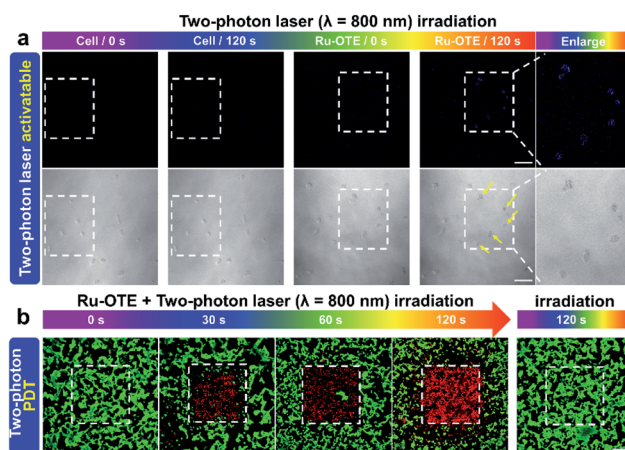 Two-photon laser (λ = 800 nm) irradiation
a
Cell / 0 s
Cell / 120 s
Ru-OTE / 0 s
Ru-OTE / 120 s
Enlarge
Two-photon laser activatable
Ru-OTE + Two-photon laser (λ = 800 nm) irradiation
irradiation
b
0 s
30 s
60 s
120 s
120 s
Two-photon
PDT